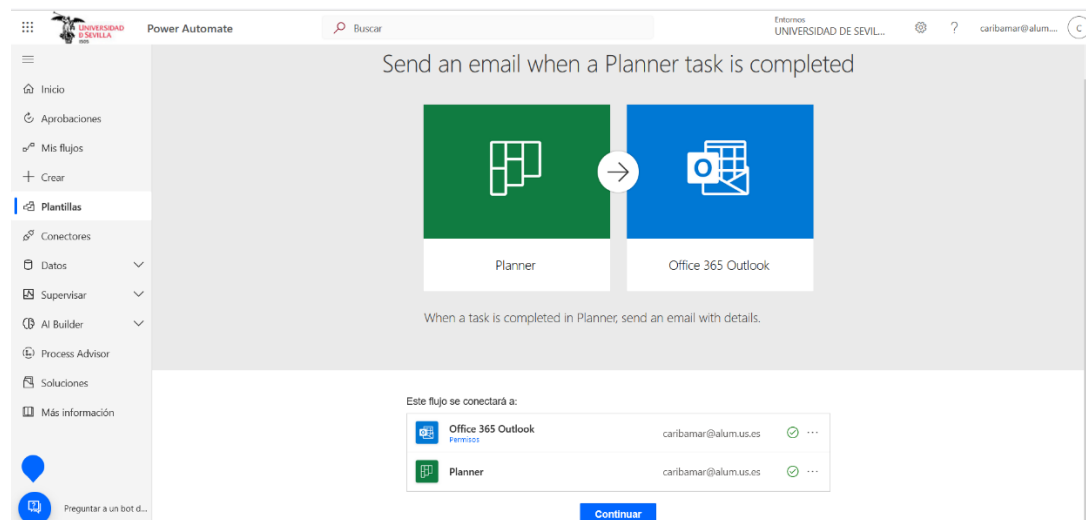 UNIVERSIDAD
D SEVILLA
Power Automate
Buscar
Entornos
UNIVERSIDAD DE SEVIL...
?
caribamar@alum....
C
Inicio
Aprobaciones
Mis flujos
Crear
Plantillas
Conectores
Datos
Supervisar
AI Builder
Process Advisor
Soluciones
Más información
Preguntar a un bot d...
Send an email when a Planner task is completed
Planner
Office 365 Outlook
When a task is completed in Planner, send an email with details.
Este flujo se conectará a:
Office 365 Outlook
Permisos
caribamar@alum.us.es
Planner
caribamar@alum.us.es
Continuar